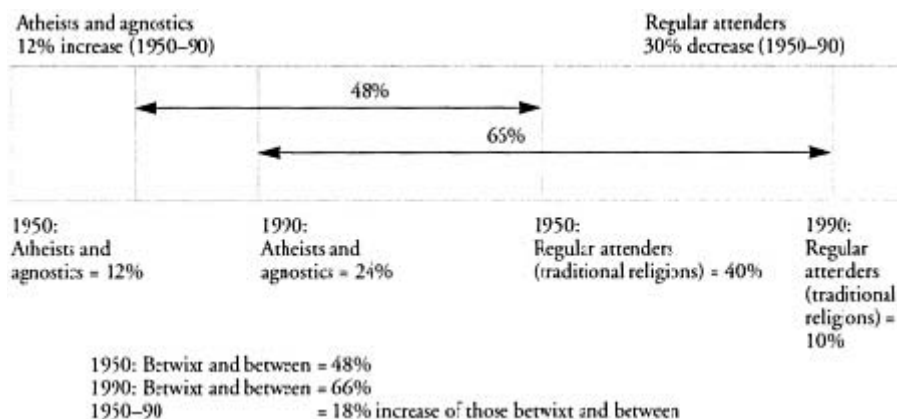 Atheists and agnostics
12% increase (1950–90)
Regular attenders
30% decrease (1950–90)
48%
66%
1950:
Atheists and
agnostics = 12%
1990:
Atheists and
agnostics = 24%
1950:
Regular attenders
(traditional religions) = 40%
1990:
Regular
attenders
(traditional
religions) =
10%
1950: Betwixt and between = 48%
1990: Betwixt and between = 66%
1950–90 = 18% increase of those betwixt and between